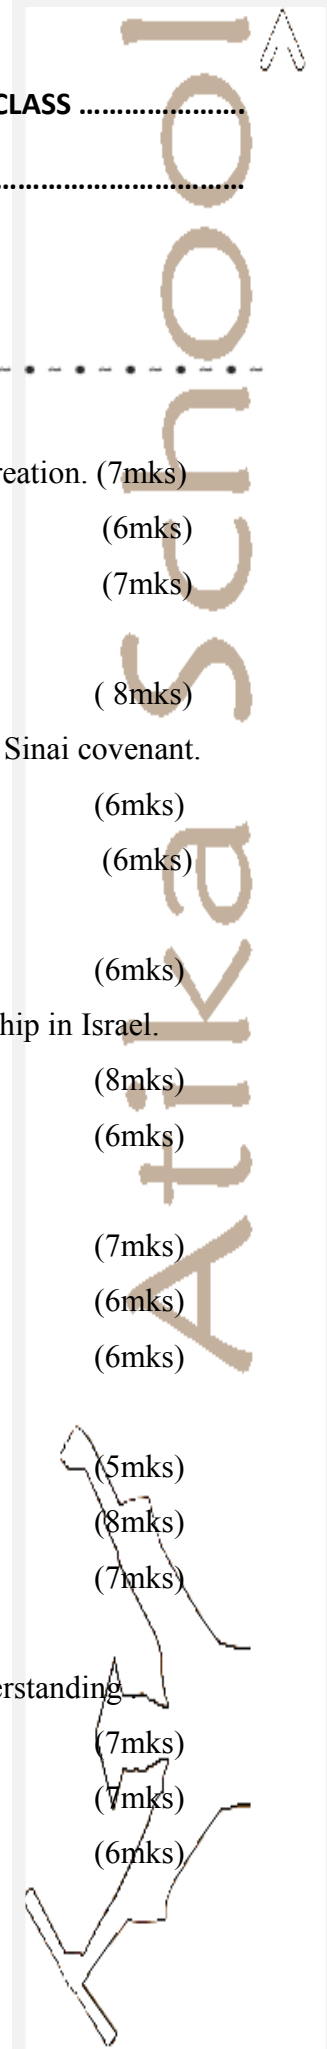 CLASS ………………….
……………………………………
reation. (7mks)
(6mks)
(7mks)
( 8mks)
Sinai covenant.
(6mks)
(6mks)
(6mks)
hip in Israel.
(8mks)
(6mks)
(7mks)
(6mks)
(6mks)
(5mks)
(8mks)
(7mks)
erstanding
(7mks)
(7mks)
(6mks)
Atika School